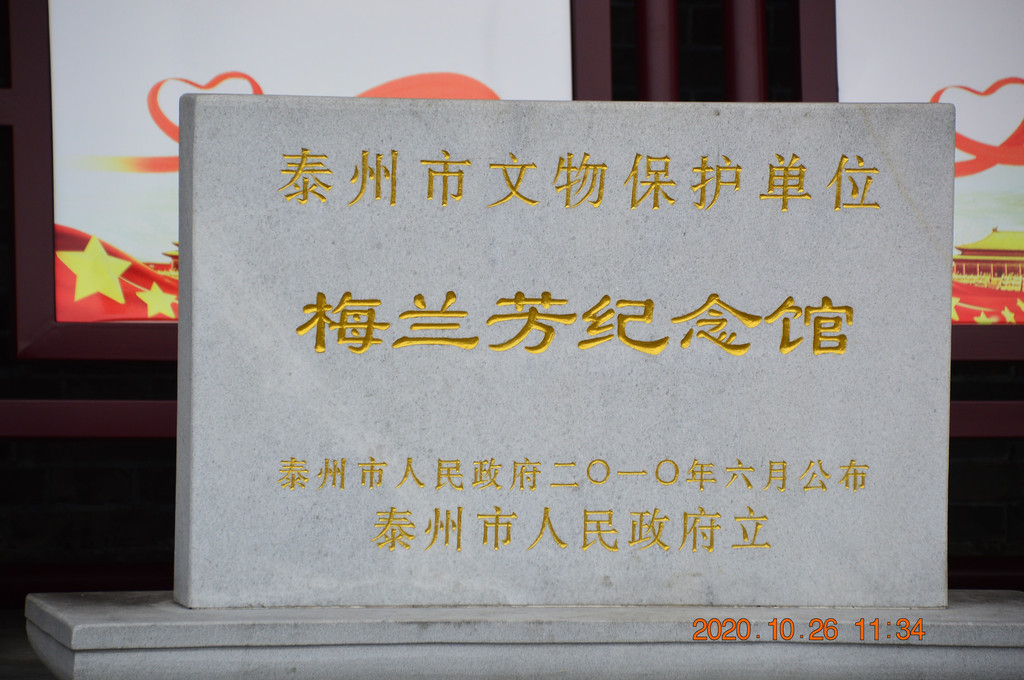 泰州市文物保护单位
梅兰芳纪念馆
泰州市人民政府二〇一〇年六月公布
泰州市人民政府立
2020.10.26 11:34